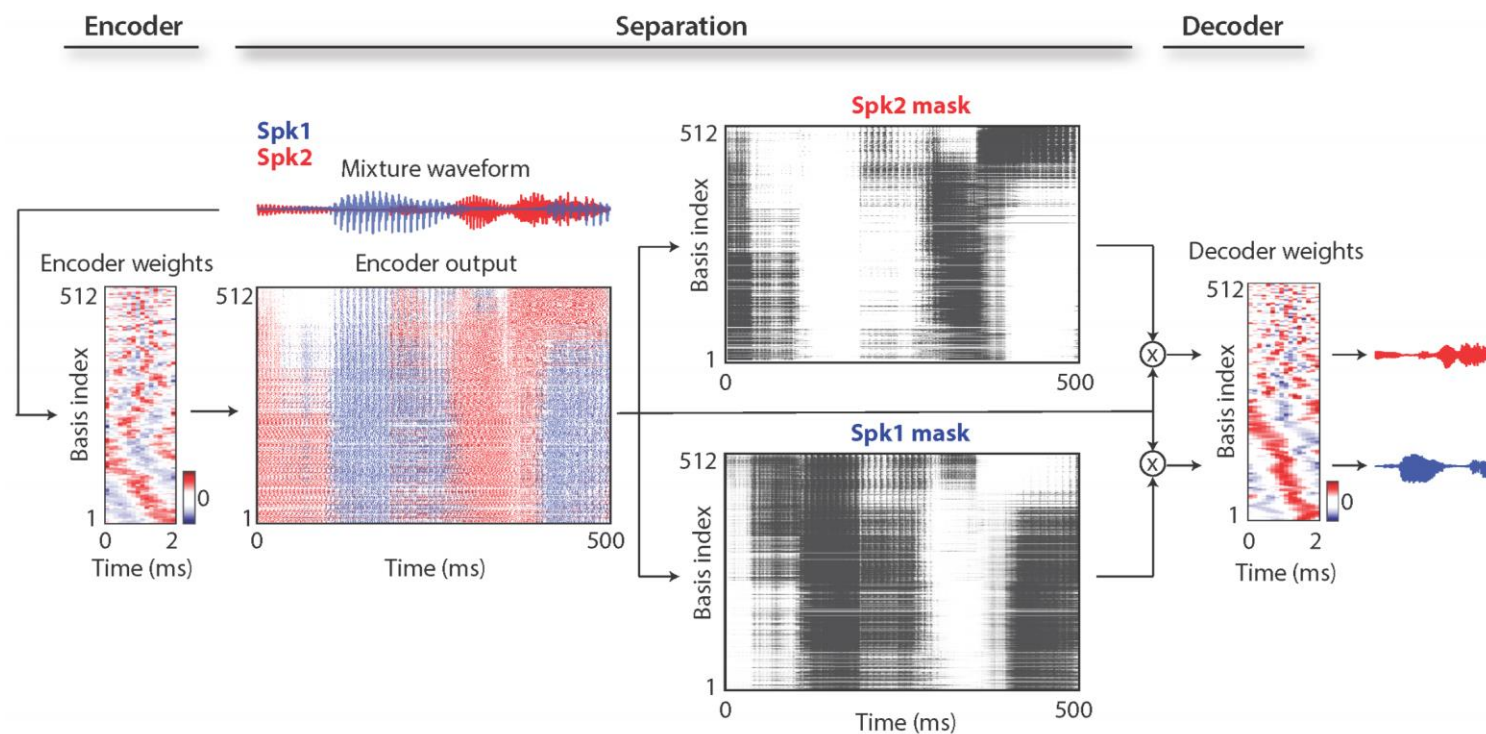 Encoder
Separation
Decoder
Spk1
Spk2
Mixture waveform
Encoder weights
512
Basis index
1
0
0 2
Time (ms)
Encoder output
512
1
0 500
Time (ms)
Spk2 mask
512
Basis index
1
0 500
X
Spk1 mask
512
Basis index
1
0 500
Time (ms)
X
Decoder weights
512
Basis index
1
0
0 2
Time (ms)